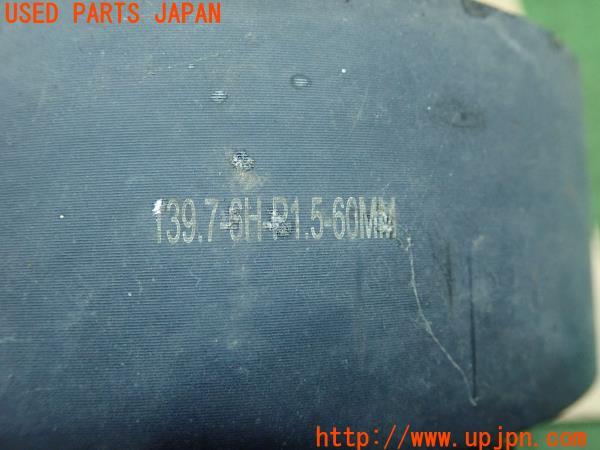 USED PARTS JAPAN
139.7-6H-P1.5-60MM
http://www.upjpn.com/